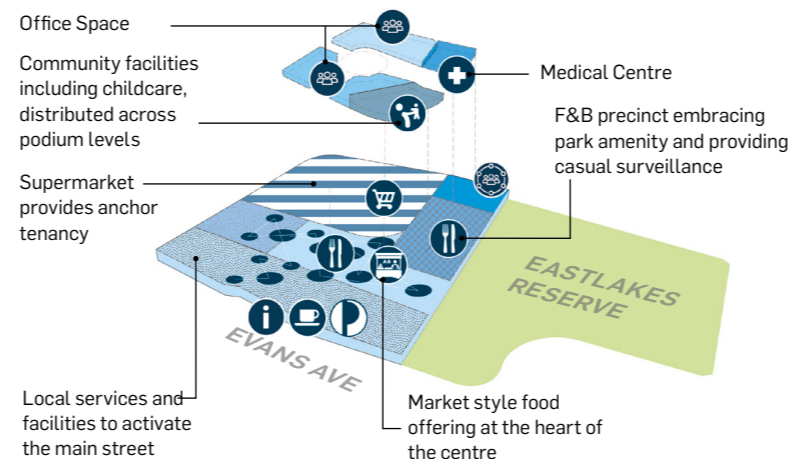 Office Space
Community facilities
including childcare,
distributed across
podium levels
Supermarket
provides anchor
tenancy
Medical Centre
F&B precinct embracing
park amenity and providing
casual surveillance
EASTLAKES
RESERVE
EVANS AVE
Local services and
facilities to activate
the main street
Market style food
offering at the heart of
the centre